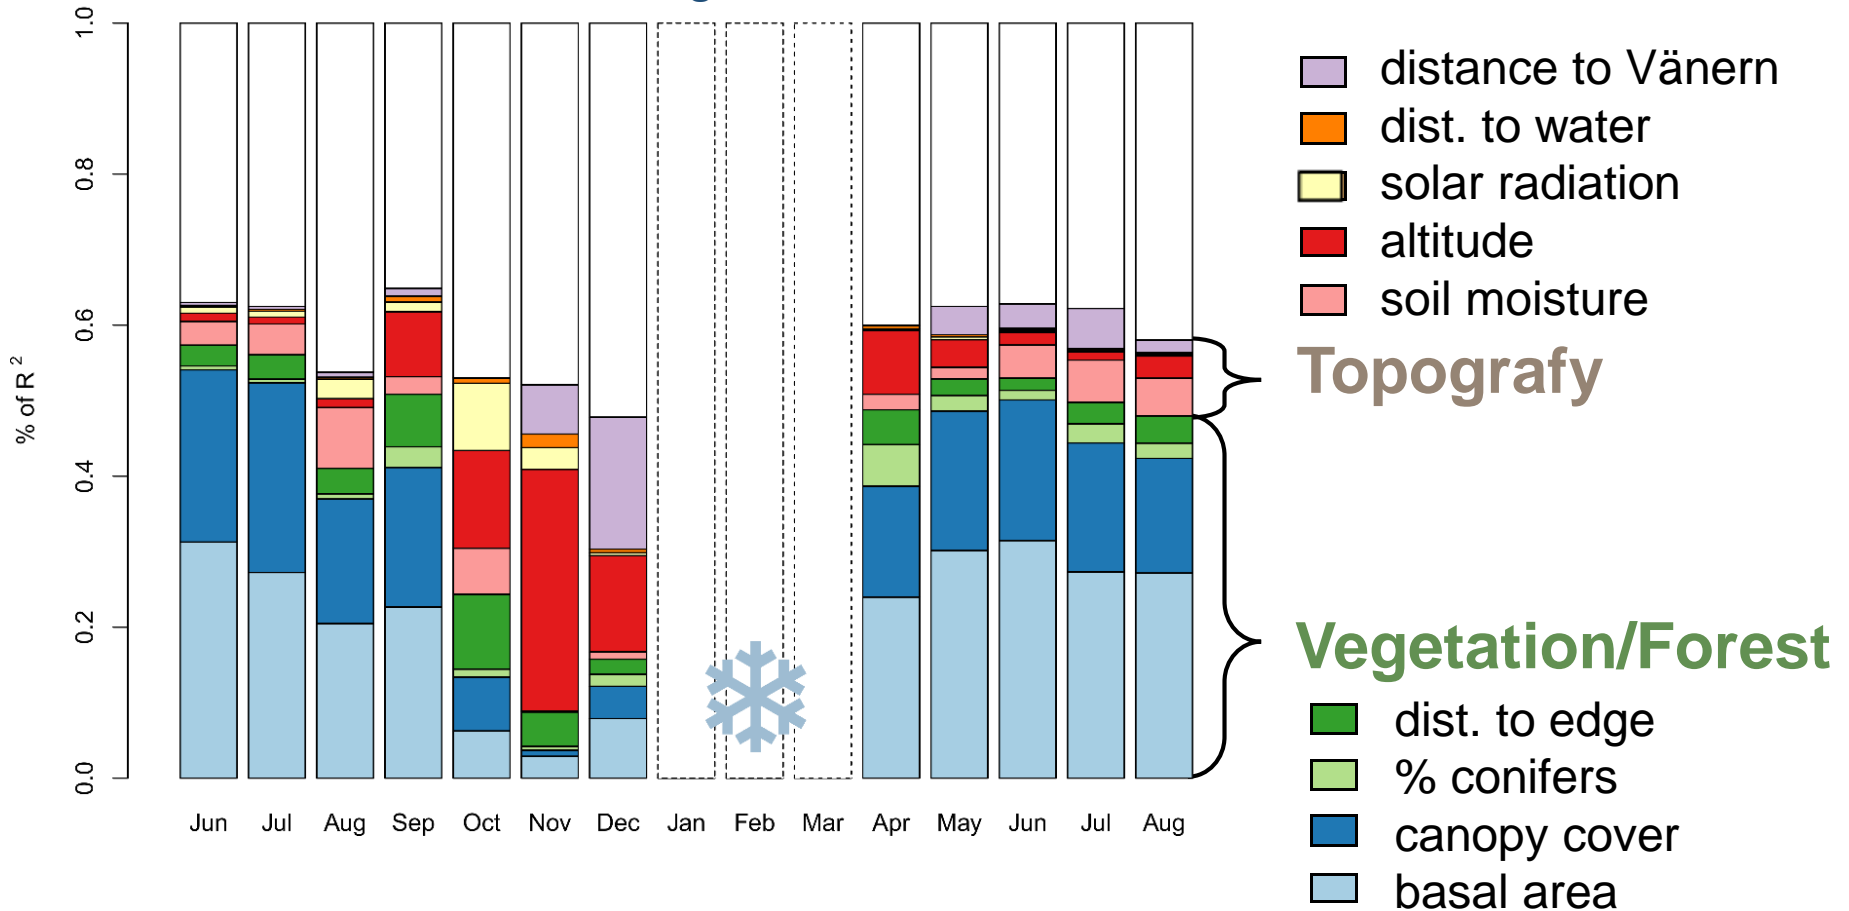 g
1.0
0.8
0.6
0.4
0.2
0.0
% of R 2
Jun Jul Aug Sep Oct Nov Dec Jan Feb Mar Apr May Jun Jul Aug
distance to Vänern
dist. to water
solar radiation
altitude
soil moisture
Topografy
Vegetation/Forest
dist. to edge
% conifers
canopy cover
basal area